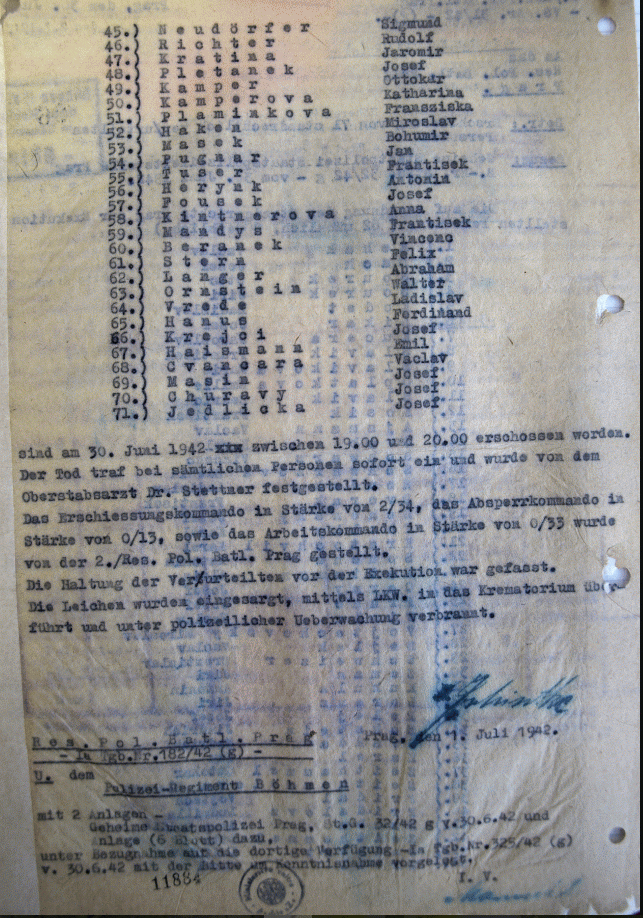 45.) Neudörfer Sigmund
46.) Richter Rudolf
47.) Kratina Jaromir
48.) Pletanek Josef
49.) Kamper Ottokar
50.) Kamperova Katharina
51.) Plaminkova Fransziska
52.) Haken Miroslav
53.) Masek Bohumir
54.) Pugmar Jan
55.) Tuser Frantisek
56.) Herynk Antonin
57.) Fousek Josef
58.) Kintnerova Anna
59.) Mandys Frantisek
60.) Beranek Vincenc
61.) Stern Felix
62.) Langer Abraham
63.) Ornstein Walter
64.) Vrede Ladislav
65.) Hanus Ferdinand
66.) Krejci Josef
67.) Haismann Emil
68.) Cvancara Vaclav
69.) Masin Josef
70.) Churavy Josef
71.) Jedlicka Josef
sind am 30. Juni 1942 zwischen 19.00 und 20.00 erschossen worden.
Der Tod traf bei sämtlichen Personen sofort ein und wurde von dem
Oberstabsarzt Dr. Stettner festgestellt.
Das Erschiessungskommando in Stärke von 2/34, das Absperrkommando in
Stärke von 0/13, sowie das Arbeitskommando in Stärke von 0/33 wurde
von der 2./Res. Pol. Batl. Prag gestellt.
Die Haltung der Verurteilten vor der Exekution war gefasst.
Die Leichen wurden eingesargt, mittels LKW. in das Krematorium über-
führt und unter polizeilicher Ueberwachung verbrannt.
Res. Pol. Batl. Prag Prag, den 1. Juli 1942.
- Ia Tgb.Nr.182/42 (g) -
U. dem
Polizei-Regiment Böhmen
mit 2 Anlagen -
Geheime Staatspolizei Prag, St.G. 32/42 g v.30.6.42 und
Anlage (6 Blatt) dazu,
unter Bezugnahme auf die dortige Verfügung -Ia Tgb.Nr.325/42 (g)
v. 30.6.42 mit der Bitte um Kenntnisnahme vorgelegt.
11884 I. V.